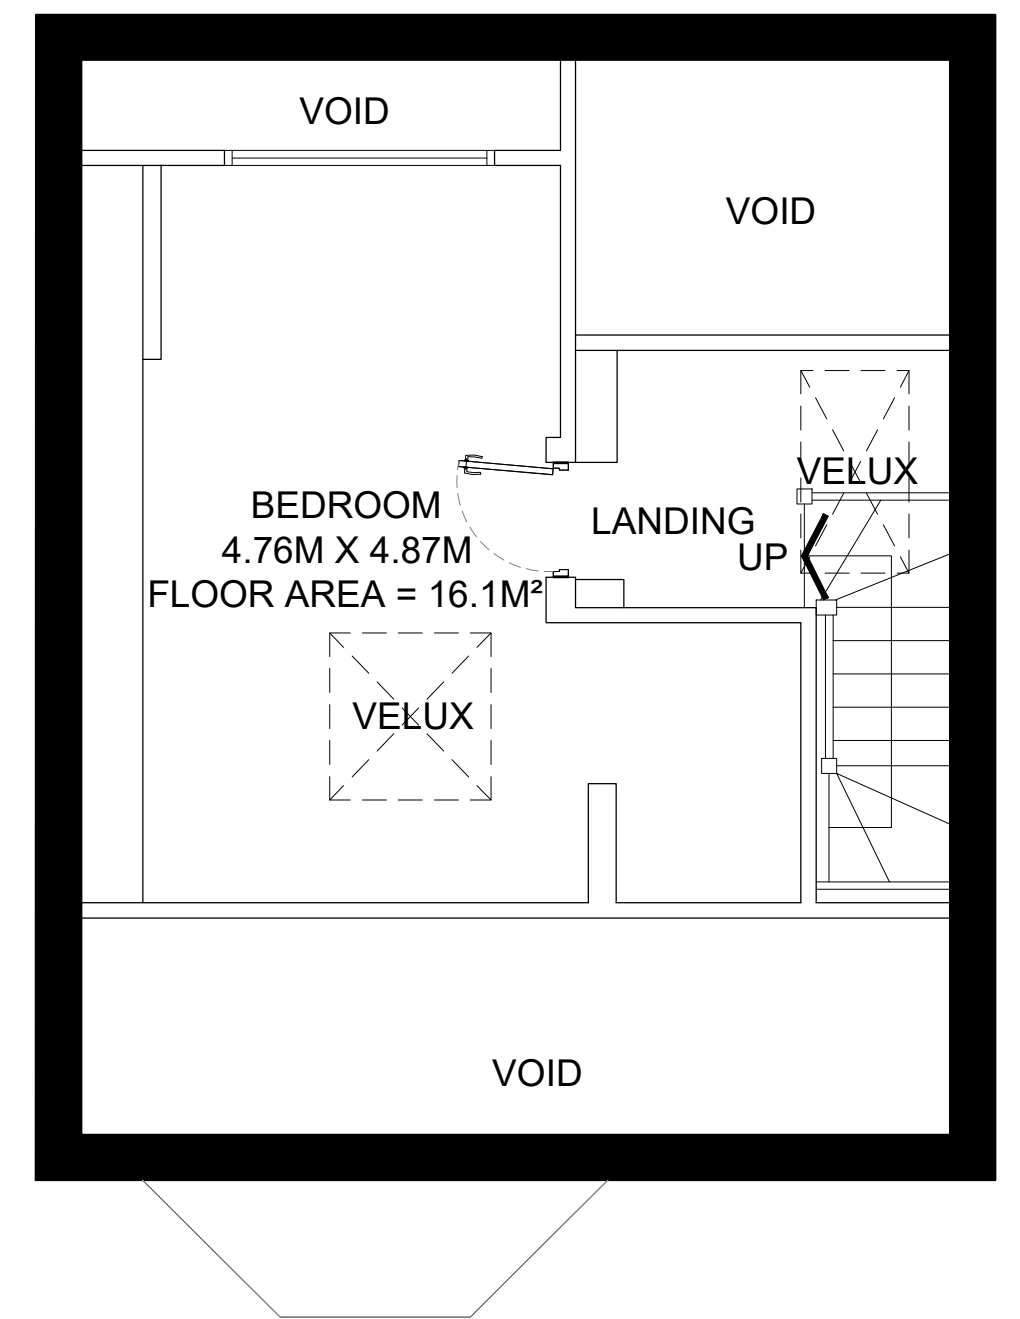 VOID
VOID
VELUX
BEDROOM
4.76M X 4.87M
FLOOR AREA = 16.1M²
LANDING
UP
VELUX
VOID